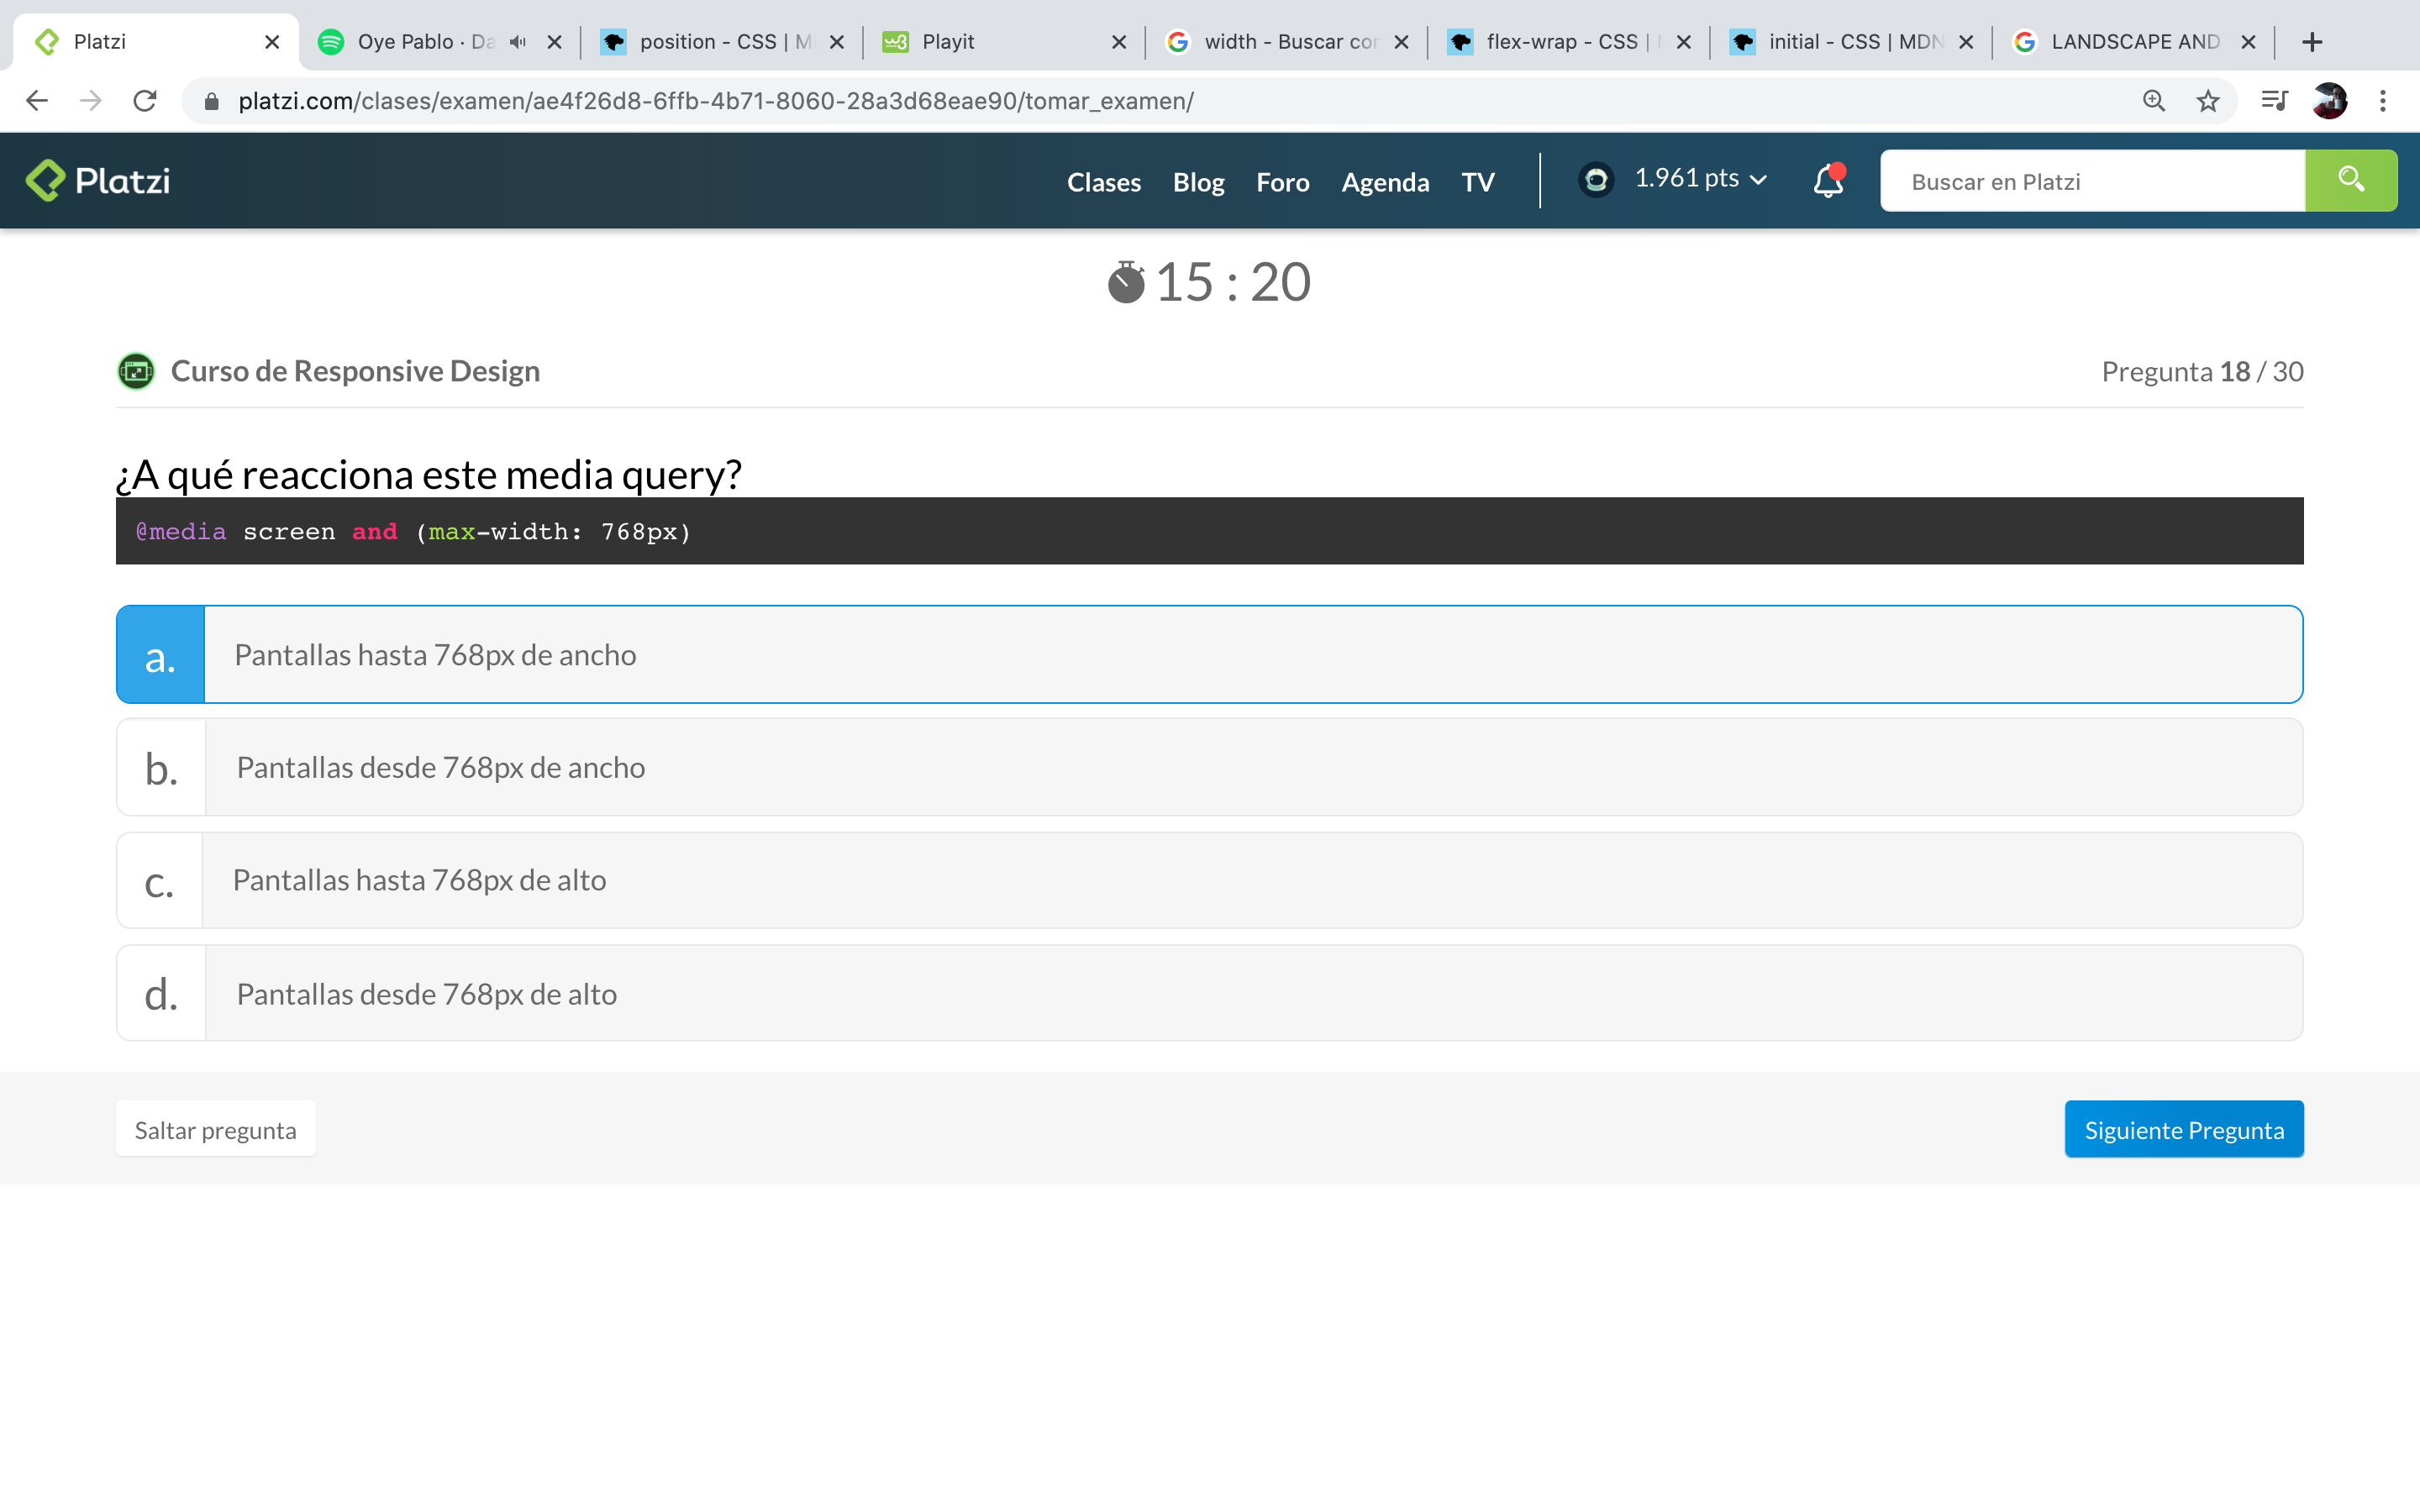 Platzi
Oye Pablo · Da
position - CSS | M
Playit
width - Buscar con
flex-wrap - CSS |
initial - CSS | MDN
LANDSCAPE AND
platzi.com/clases/examen/ae4f26d8-6ffb-4b71-8060-28a3d68eae90/tomar_examen/
Platzi
Clases
Blog
Foro
Agenda
TV
1.961 pts
Buscar en Platzi
15 : 20
Curso de Responsive Design
Pregunta 18 / 30
¿A qué reacciona este media query?
@media screen and (max-width: 768px)
a. Pantallas hasta 768px de ancho
b. Pantallas desde 768px de ancho
c. Pantallas hasta 768px de alto
d. Pantallas desde 768px de alto
Saltar pregunta
Siguiente Pregunta